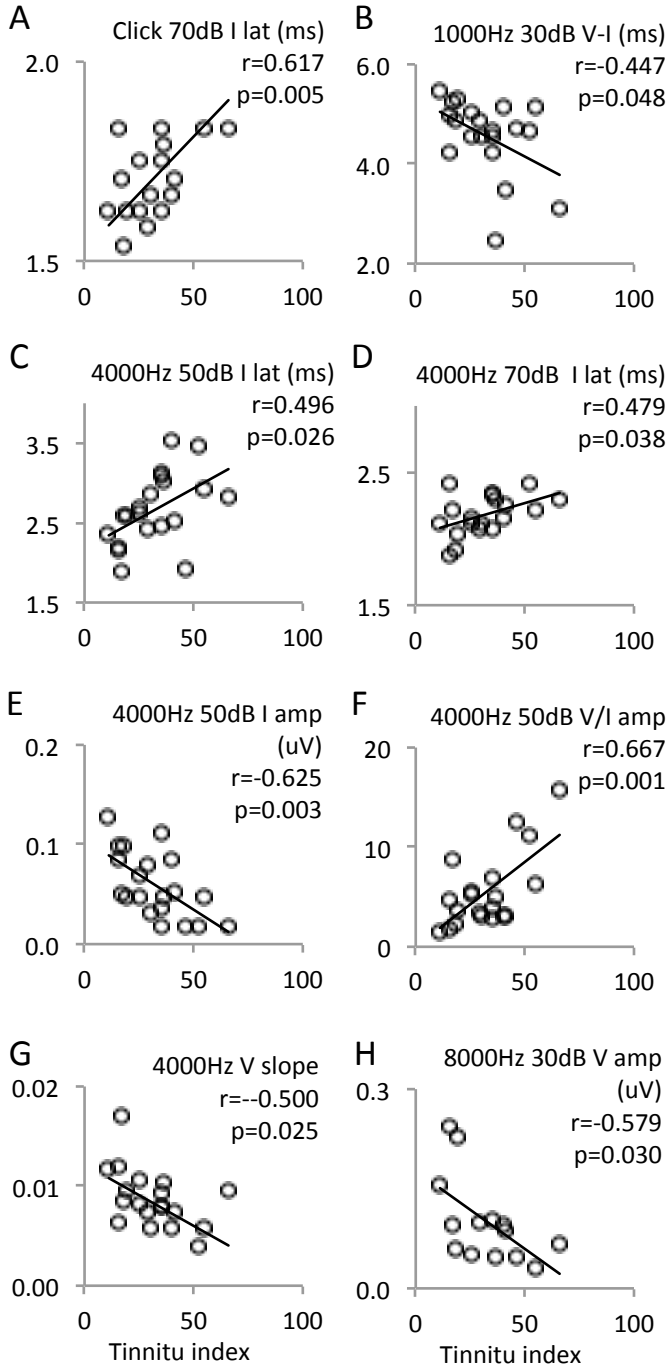 A
Click 70dB I lat (ms)
r=0.617
p=0.005
2.0
1.5
0 50 100
B
1000Hz 30dB V-I (ms)
r=-0.447
p=0.048
6.0
4.0
2.0
0 50 100
C
4000Hz 50dB I lat (ms)
r=0.496
p=0.026
3.5
2.5
1.5
0 50 100
D
4000Hz 70dB I lat (ms)
r=0.479
p=0.038
2.5
1.5
0 50 100
E
4000Hz 50dB I amp
(uV)
r=-0.625
p=0.003
0.2
0.1
0.0
0 50 100
F
4000Hz 50dB V/I amp
r=0.667
p=0.001
20
10
0
0 50 100
G
4000Hz V slope
r=--0.500
p=0.025
0.02
0.01
0.00
0 50 100
Tinnitu index
H
8000Hz 30dB V amp
(uV)
r=-0.579
p=0.030
0.3
0.0
0 50 100
Tinnitu index